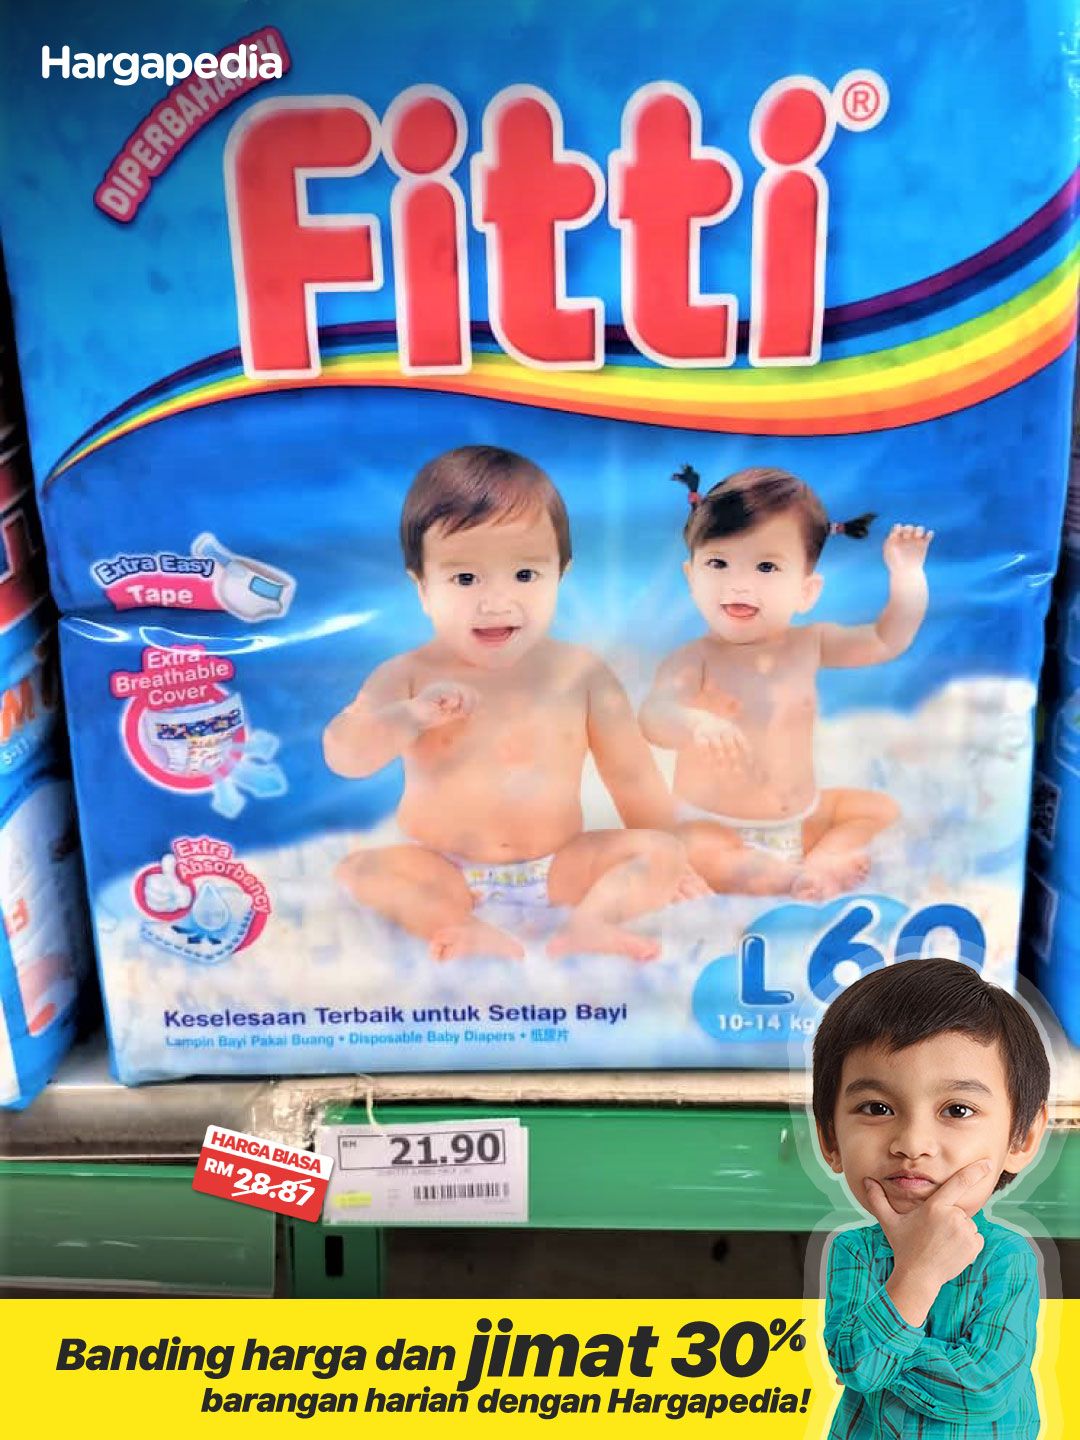 Hargapedia
DIPERBAHARU
Fitti®
Extra Easy
Tape
Extra
Breathable
Cover
Extra
Absorbency
L60
10-14 kg
Keselesaan Terbaik untuk Setiap Bayi
Lampin Bayi Pakai Buang • Disposable Baby Diapers • 纸尿片
HARGA BIASA
RM 28.87
RM 21.90
Banding harga dan jimat 30%
barangan harian dengan Hargapedia!